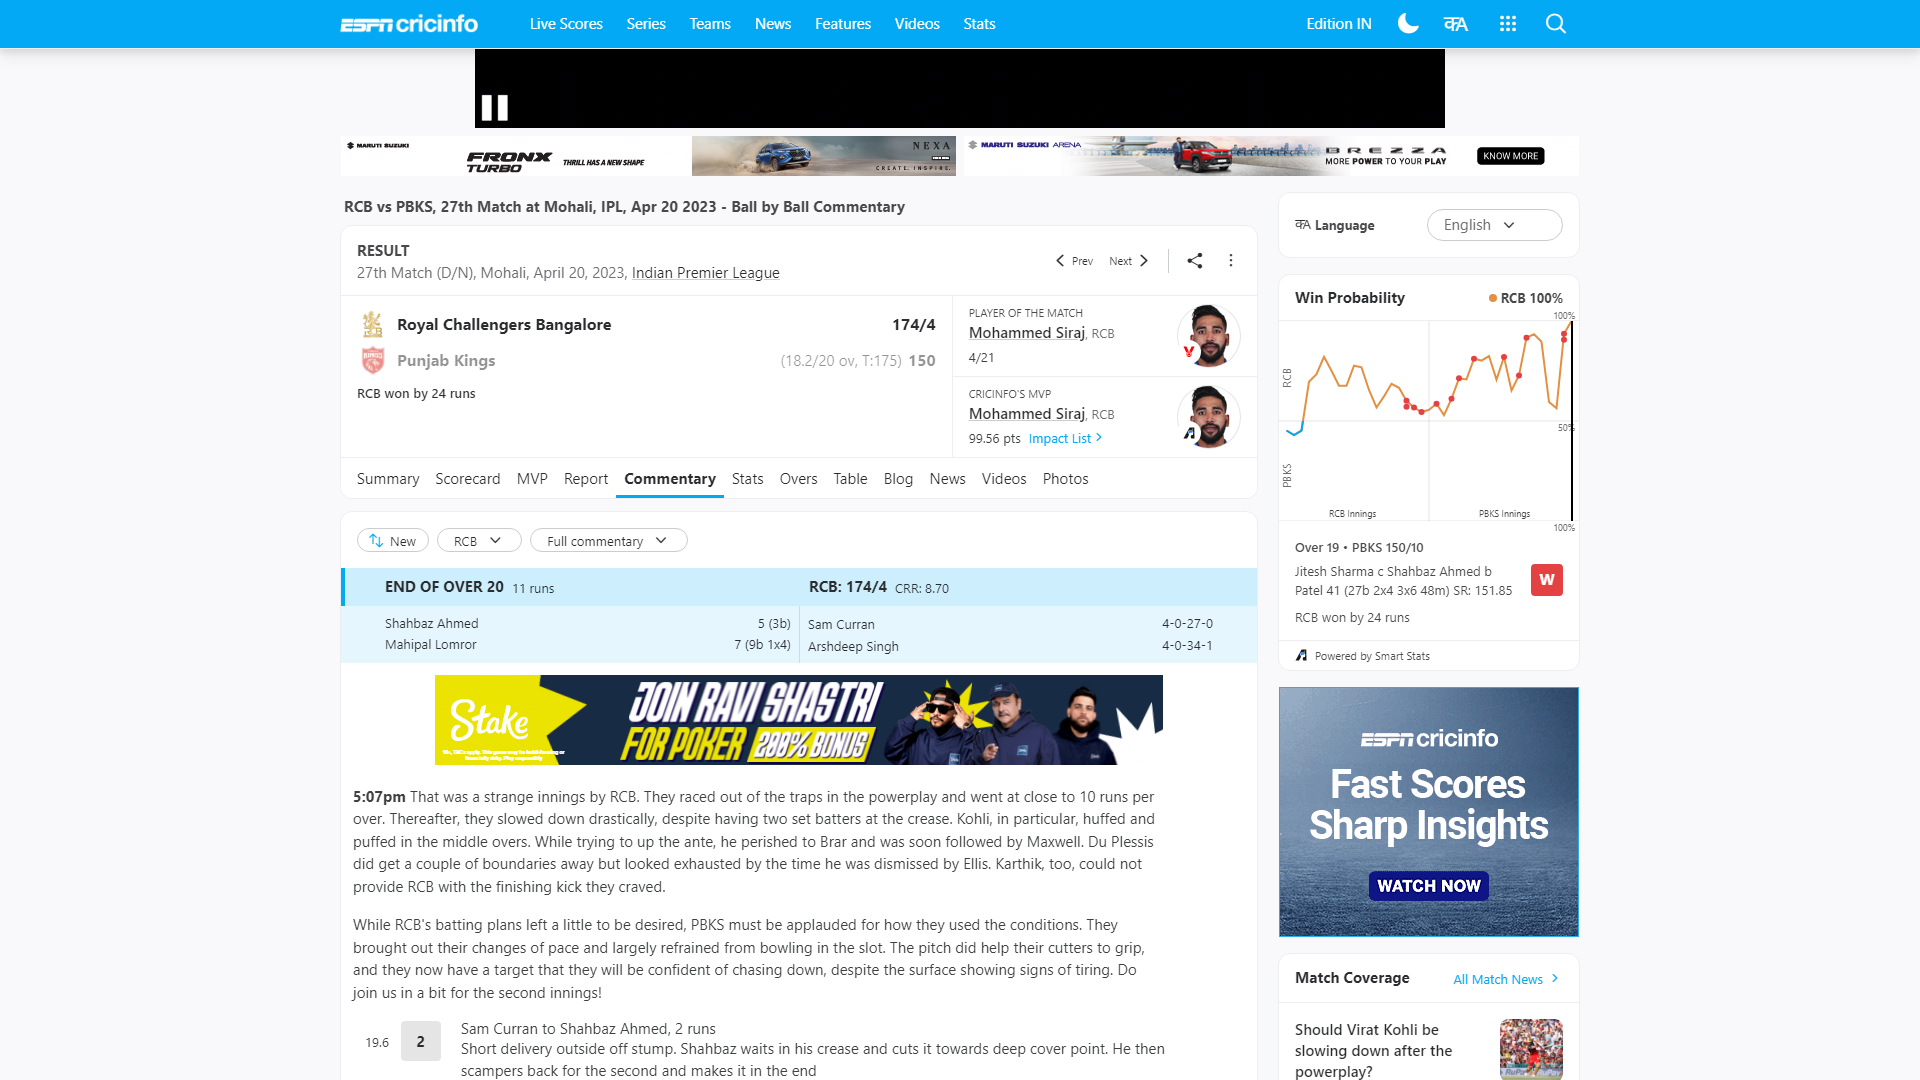 ESPN cricinfo Live Scores Series Teams News Features Videos Stats Edition IN
MARUTI SUZUKI
FRONX
TURBO
THRILL HAS A NEW SHAPE
NEXA
CREATE. INSPIRE.
MARUTI SUZUKI ARENA
BREZZA
MORE POWER TO YOUR PLAY
KNOW MORE
RCB vs PBKS, 27th Match at Mohali, IPL, Apr 20 2023 - Ball by Ball Commentary
RESULT
27th Match (D/N), Mohali, April 20, 2023, Indian Premier League
Prev Next
Royal Challengers Bangalore 174/4
Punjab Kings (18.2/20 ov, T:175) 150
RCB won by 24 runs
PLAYER OF THE MATCH
Mohammed Siraj, RCB
4/21
CRICINFO'S MVP
Mohammed Siraj, RCB
99.56 pts Impact List
Summary Scorecard MVP Report Commentary Stats Overs Table Blog News Videos Photos
New RCB Full commentary
END OF OVER 20 11 runs RCB: 174/4 CRR: 8.70
Shahbaz Ahmed 5 (3b) Sam Curran 4-0-27-0
Mahipal Lomror 7 (9b 1x4) Arshdeep Singh 4-0-34-1
Stake
JOIN RAVI SHASTRI
FOR POKER 200% BONUS
5:07pm That was a strange innings by RCB. They raced out of the traps in the powerplay and went at close to 10 runs per
over. Thereafter, they slowed down drastically, despite having two set batters at the crease. Kohli, in particular, huffed and
puffed in the middle overs. While trying to up the ante, he perished to Brar and was soon followed by Maxwell. Du Plessis
did get a couple of boundaries away but looked exhausted by the time he was dismissed by Ellis. Karthik, too, could not
provide RCB with the finishing kick they craved.
While RCB's batting plans left a little to be desired, PBKS must be applauded for how they used the conditions. They
brought out their changes of pace and largely refrained from bowling in the slot. The pitch did help their cutters to grip,
and they now have a target that they will be confident of chasing down, despite the surface showing signs of tiring. Do
join us in a bit for the second innings!
19.6 2 Sam Curran to Shahbaz Ahmed, 2 runs
Short delivery outside off stump. Shahbaz waits in his crease and cuts it towards deep cover point. He then
scampers back for the second and makes it in the end
Language English
Win Probability RCB 100%
100%
RCB
50%
PBKS
RCB Innings PBKS Innings
100%
Over 19 • PBKS 150/10
Jitesh Sharma c Shahbaz Ahmed b
Patel 41 (27b 2x4 3x6 48m) SR: 151.85
W
RCB won by 24 runs
Powered by Smart Stats
ESPN cricinfo
Fast Scores
Sharp Insights
WATCH NOW
Match Coverage All Match News
Should Virat Kohli be
slowing down after the
powerplay?